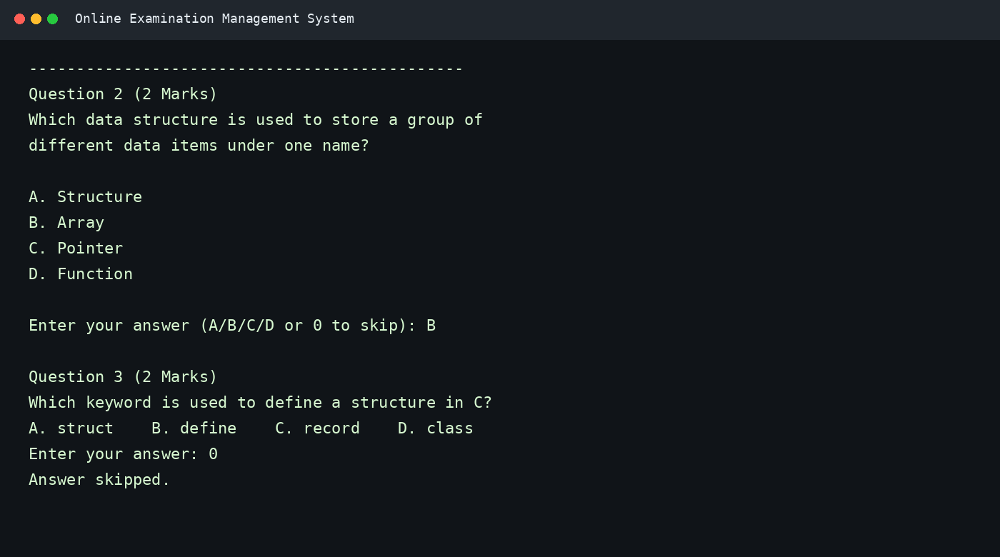 Online Examination Management System
----------------------------------------------
Question 2 (2 Marks)
Which data structure is used to store a group of
different data items under one name?
A. Structure
B. Array
C. Pointer
D. Function
Enter your answer (A/B/C/D or 0 to skip): B
Question 3 (2 Marks)
Which keyword is used to define a structure in C?
A. struct    B. define    C. record    D. class
Enter your answer: 0
Answer skipped.